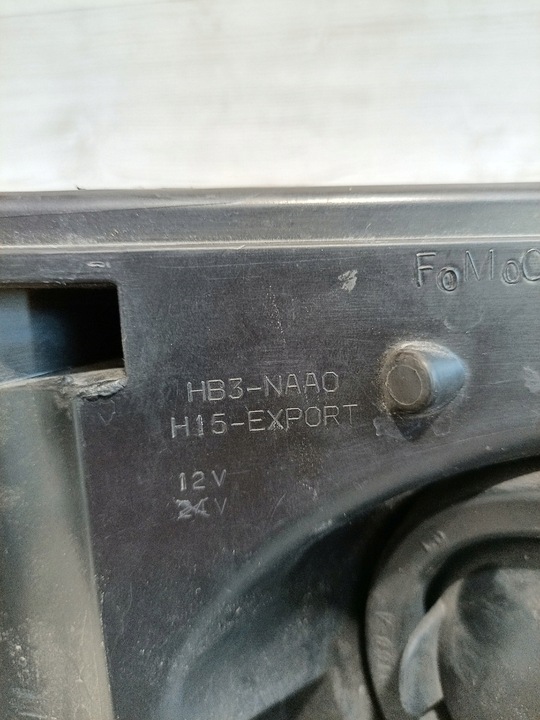 FoMoC
HB3-NAAO
H15-EXPORT
12V
24V